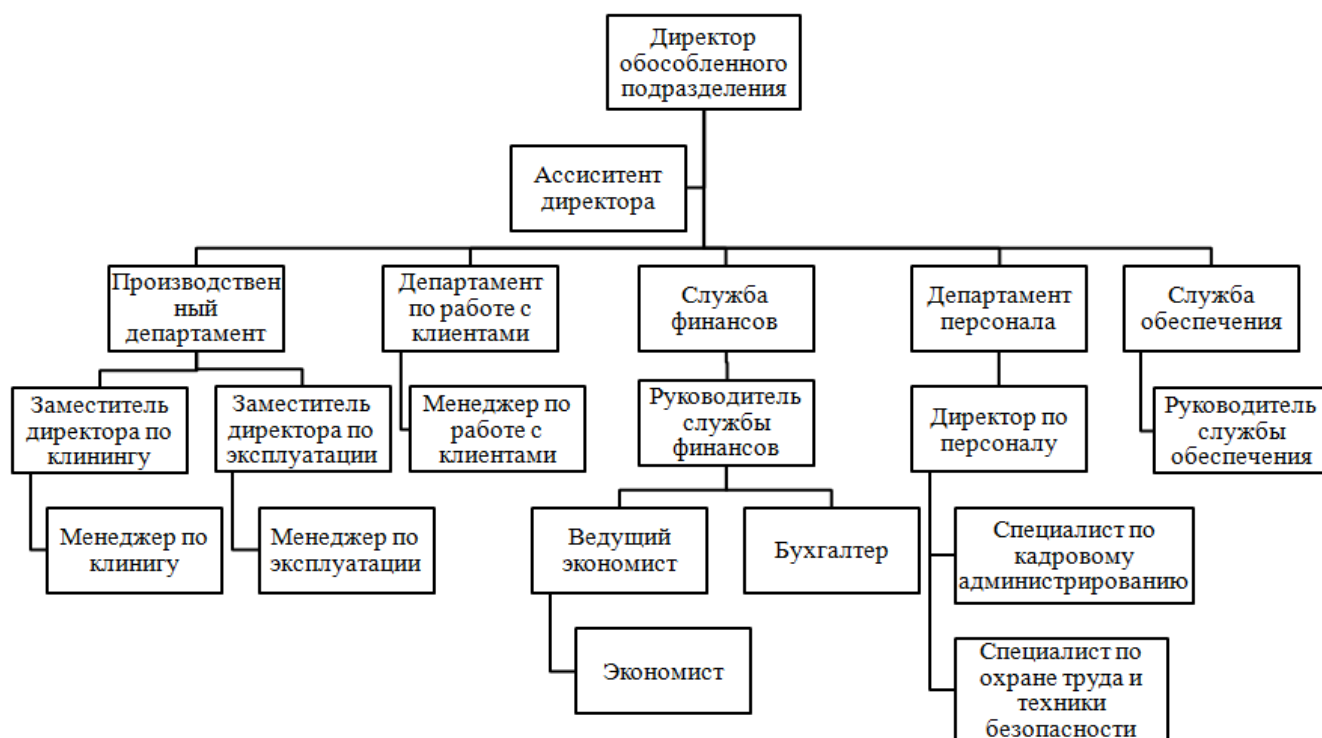 Директор
обособленного
подразделения
Ассиситент
директора
Производствен
ный
департамент
Департамент
по работе с
клиентами
Служба
финансов
Департамент
персонала
Служба
обеспечения
Заместитель
директора по
клинингу
Заместитель
директора по
эксплуатации
Менеджер по
работе с
клиентами
Руководитель
службы
финансов
Директор по
персоналу
Руководитель
службы
обеспечения
Менеджер по
клинигу
Менеджер по
эксплуатации
Ведущий
экономист
Бухгалтер
Специалист по
кадровому
администрированию
Экономист
Специалист по
охране труда и
техники
безопасности